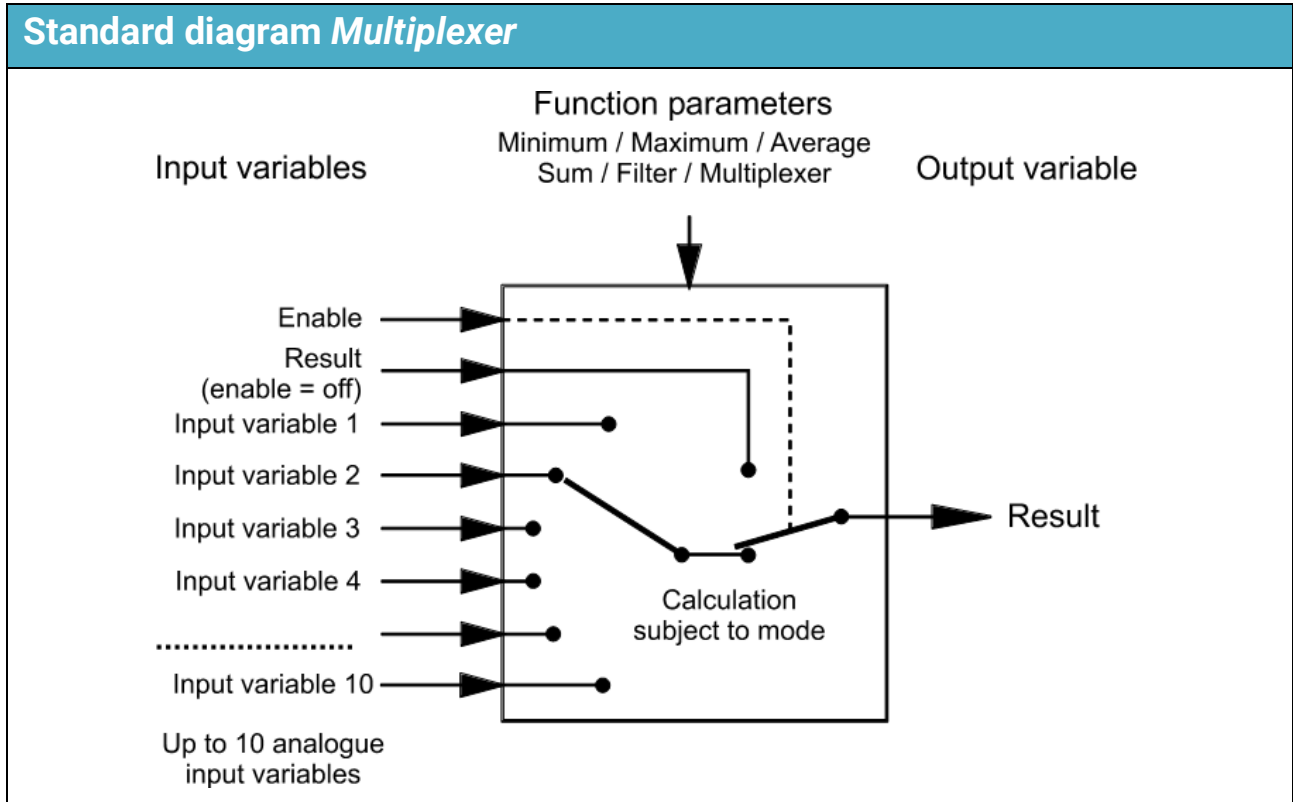 Standard diagram Multiplexer
Function parameters
Minimum / Maximum / Average
Sum / Filter / Multiplexer
Input variables
Output variable
Enable
Result
(enable = off)
Input variable 1
Input variable 2
Input variable 3
Input variable 4
Input variable 10
Up to 10 analogue
input variables
Calculation
subject to mode
Result